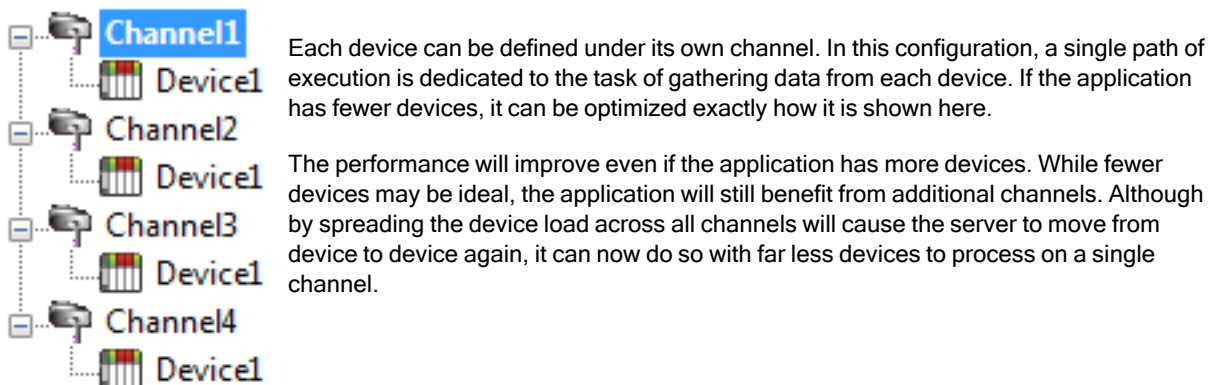 Channel1
Device1
Channel2
Device1
Channel3
Device1
Channel4
Device1
Each device can be defined under its own channel. In this configuration, a single path of
execution is dedicated to the task of gathering data from each device. If the application
has fewer devices, it can be optimized exactly how it is shown here.
The performance will improve even if the application has more devices. While fewer
devices may be ideal, the application will still benefit from additional channels. Although
by spreading the device load across all channels will cause the server to move from
device to device again, it can now do so with far less devices to process on a single
channel.